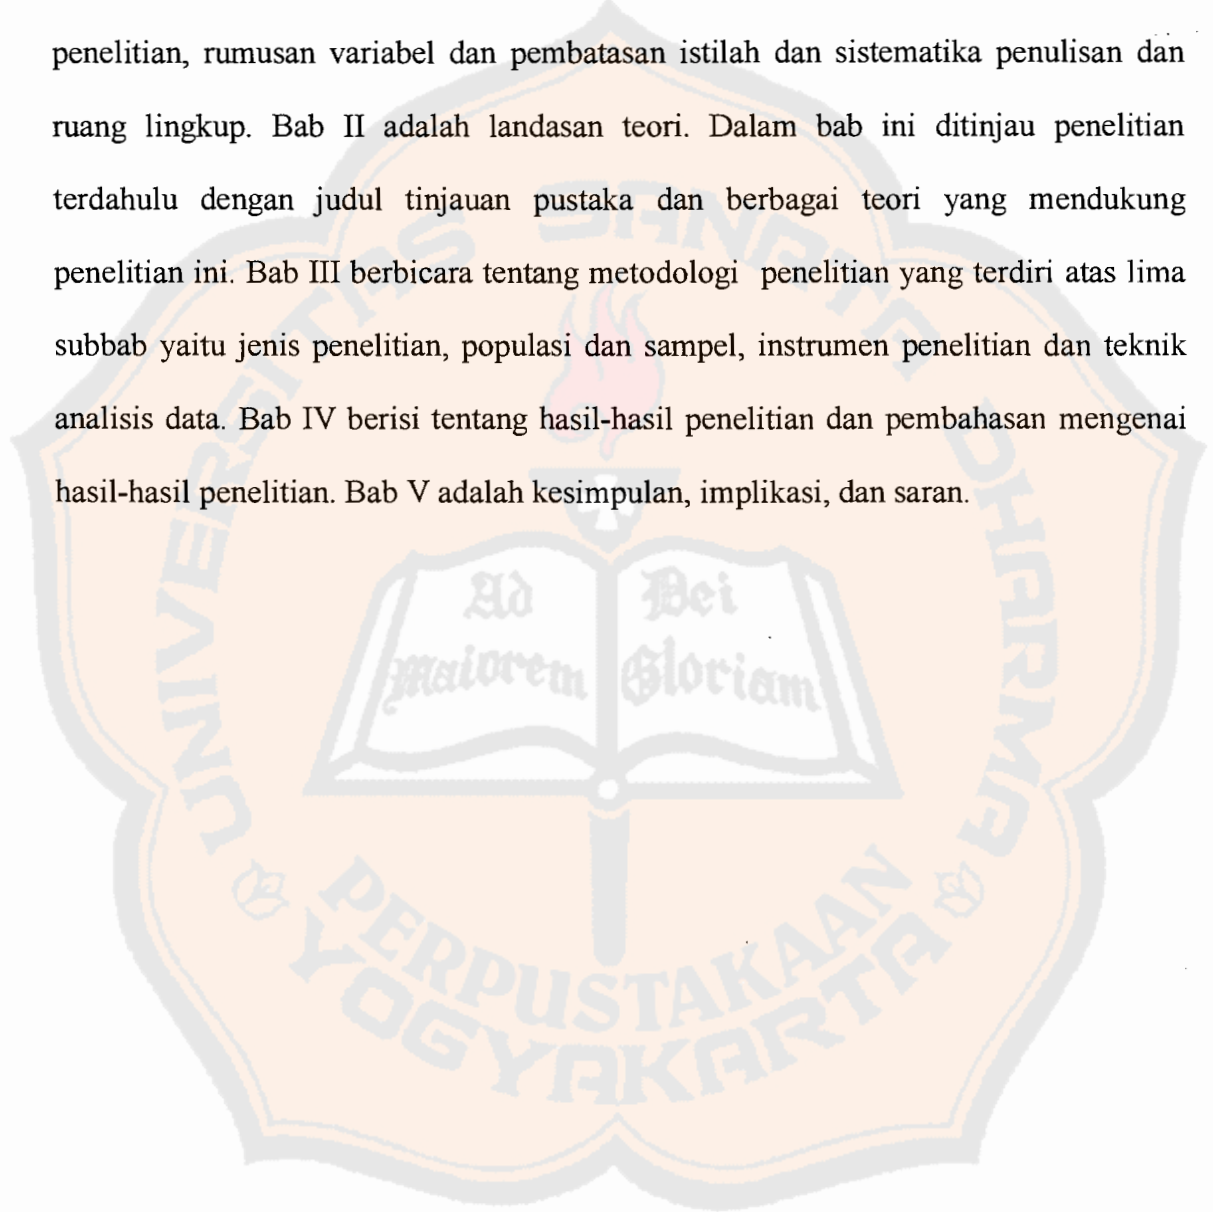 penelitian, rumusan variabel dan pembatasan istilah dan sistematika penulisan dan
ruang lingkup. Bab II adalah landasan teori. Dalam bab ini ditinjau penelitian
terdahulu dengan judul tinjauan pustaka dan berbagai teori yang mendukung
penelitian ini. Bab III berbicara tentang metodologi penelitian yang terdiri atas lima
subbab yaitu jenis penelitian, populasi dan sampel, instrumen penelitian dan teknik
analisis data. Bab IV berisi tentang hasil-hasil penelitian dan pembahasan mengenai
hasil-hasil penelitian. Bab V adalah kesimpulan, implikasi, dan saran.
UNIVERSITAS SANATA DHARMA
Ad
maiorem
Dei
Gloriam
PERPUSTAKAAN
YOGYAKARTA